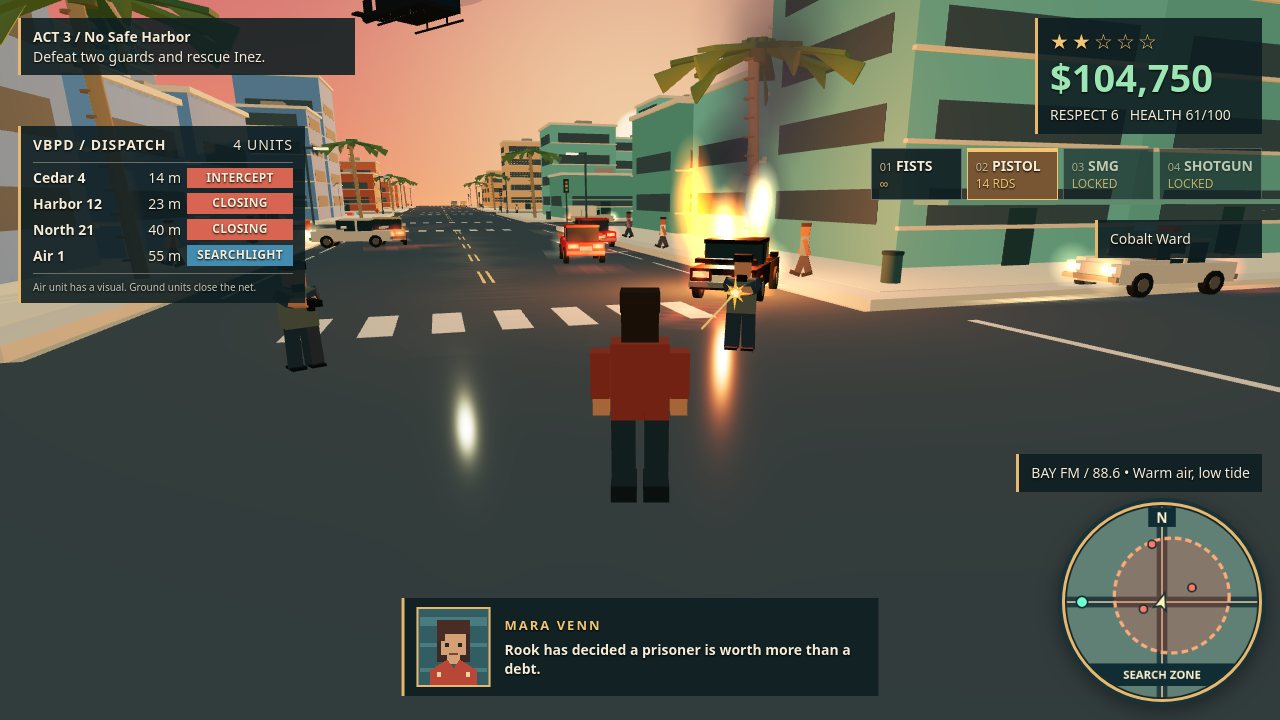 ACT 3 / No Safe Harbor
Defeat two guards and rescue Inez.
★★☆☆☆
$104,750
RESPECT 6 HEALTH 61/100
VBPD / DISPATCH 4 UNITS
Cedar 4 14 m INTERCEPT
Harbor 12 23 m CLOSING
North 21 40 m CLOSING
Air 1 55 m SEARCHLIGHT
Air unit has a visual. Ground units close the net.
01 FISTS
∞
02 PISTOL
14 RDS
03 SMG
LOCKED
04 SHOTGUN
LOCKED
Cobalt Ward
BAY FM / 88.6 • Warm air, low tide
N
SEARCH ZONE
MARA VENN
Rook has decided a prisoner is worth more than a
debt.